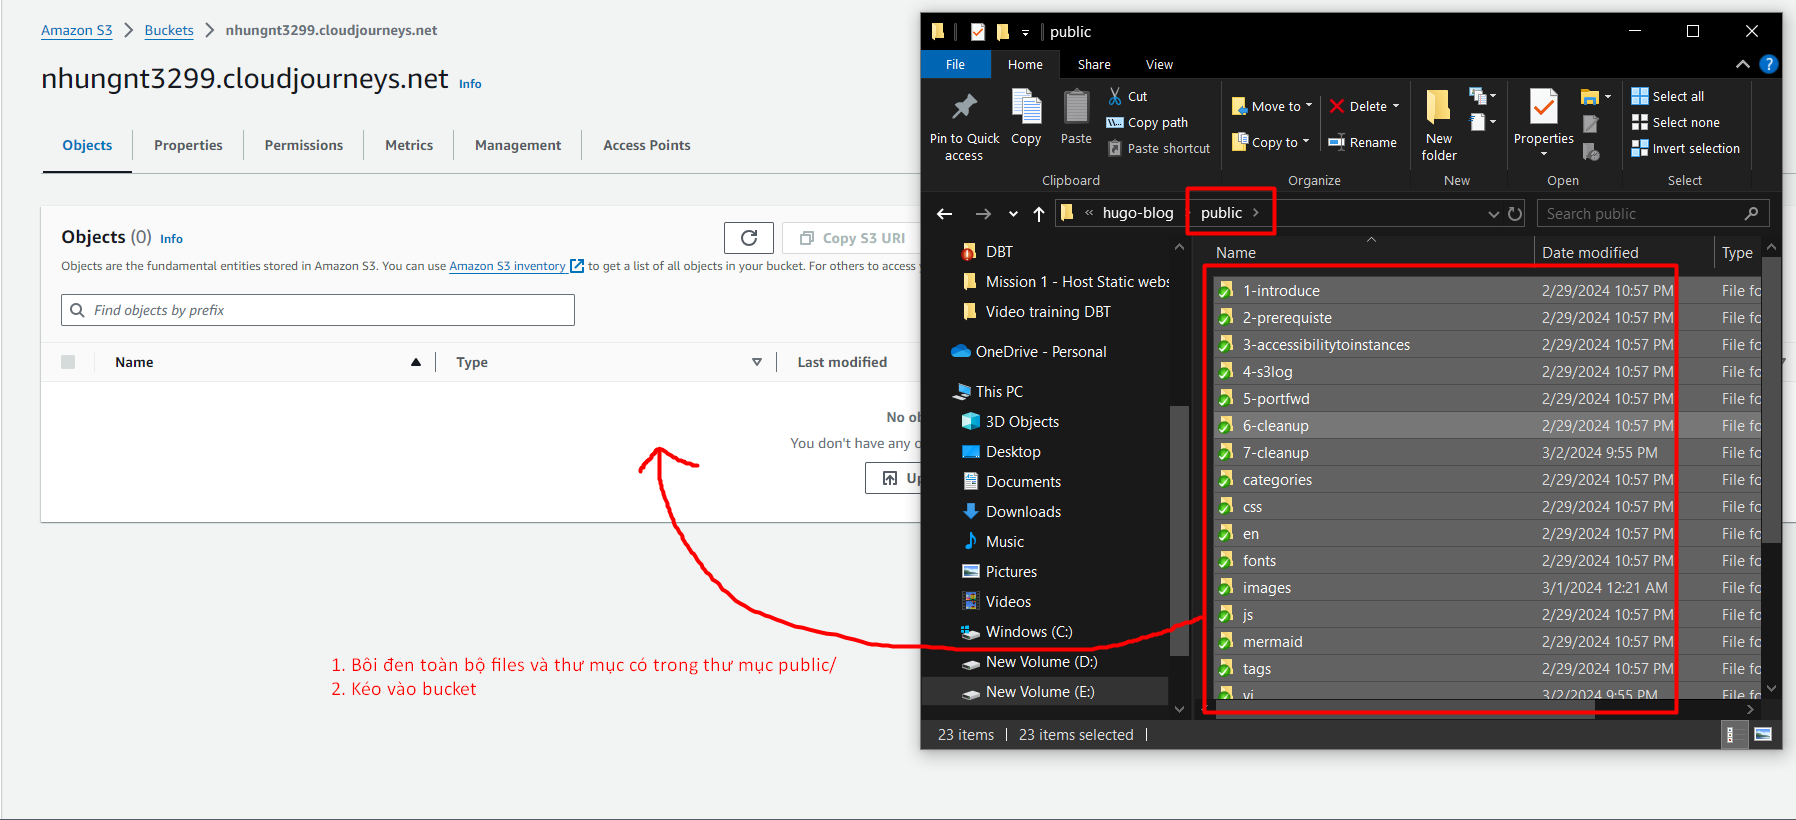 Amazon S3 > Buckets > nhungnt3299.cloudjourneys.net
nhungnt3299.cloudjourneys.net Info
Objects Properties Permissions Metrics Management Access Points
Objects (0) Info
Copy S3 URI
Objects are the fundamental entities stored in Amazon S3. You can use Amazon S3 inventory to get a list of all objects in your bucket. For others to access
Find objects by prefix
Name Type Last modified
No
You don't have any
1. Bôi đen toàn bộ files và thư mục có trong thư mục public/
2. Kéo vào bucket
public
File Home Share View
Pin to Quick access
Copy
Paste
Cut
Copy path
Paste shortcut
Clipboard
Move to
Copy to
Delete
Rename
Organize
New folder
New
Properties
Open
Select all
Select none
Invert selection
Select
« hugo-blog public >
Search public
DBT
Mission 1 - Host Static webs
Video training DBT
OneDrive - Personal
This PC
3D Objects
Desktop
Documents
Downloads
Music
Pictures
Videos
Windows (C:)
New Volume (D:)
New Volume (E:)
Name Date modified Type
1-introduce 2/29/2024 10:57 PM File fo
2-prerequiste 2/29/2024 10:57 PM File fo
3-accessibilitytoinstances 2/29/2024 10:57 PM File fo
4-s3log 2/29/2024 10:57 PM File fo
5-portfwd 2/29/2024 10:57 PM File fo
6-cleanup 2/29/2024 10:57 PM File fo
7-cleanup 3/2/2024 9:55 PM File fo
categories 2/29/2024 10:57 PM File fo
css 2/29/2024 10:57 PM File fo
en 2/29/2024 10:57 PM File fo
fonts 2/29/2024 10:57 PM File fo
images 3/1/2024 12:21 AM File fo
js 2/29/2024 10:57 PM File fo
mermaid 2/29/2024 10:57 PM File fo
tags 2/29/2024 10:57 PM File fo
vi 3/2/2024 9:55 PM File fo
23 items 23 items selected